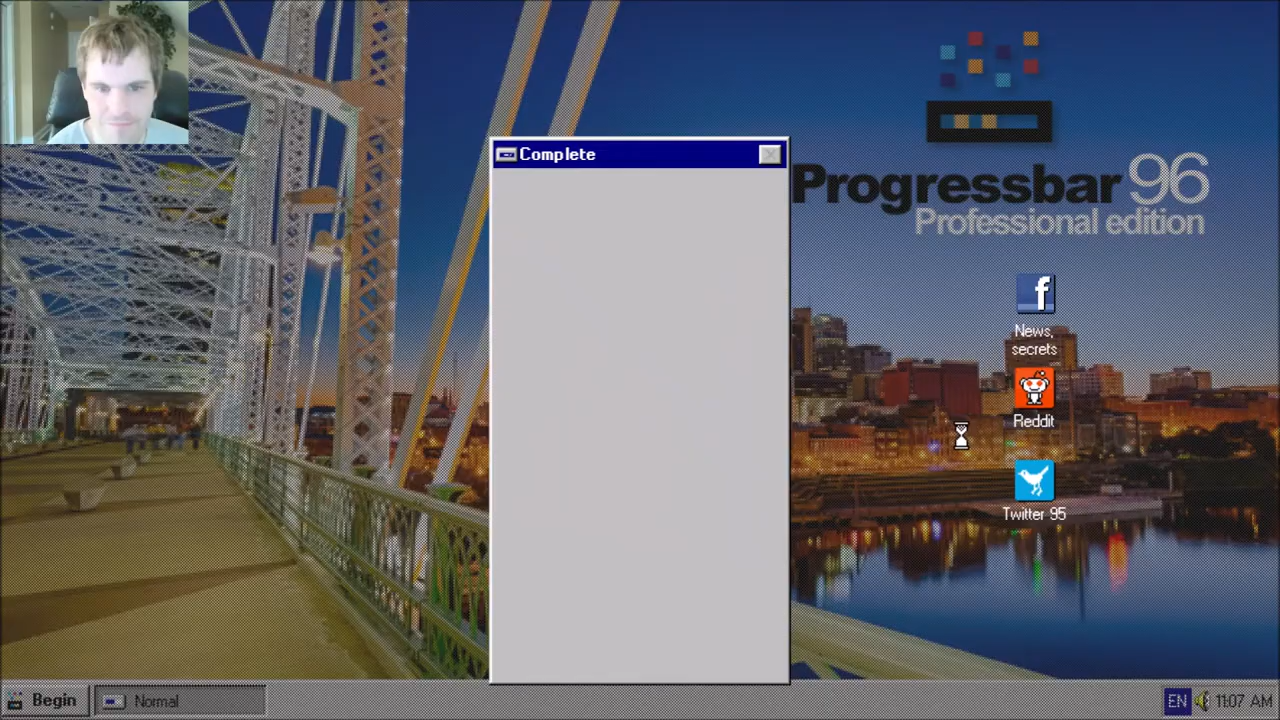 Complete
Progressbar 96
Professional edition
News,
secrets
Reddit
Twitter 95
Begin
Normal
EN
11:07 AM